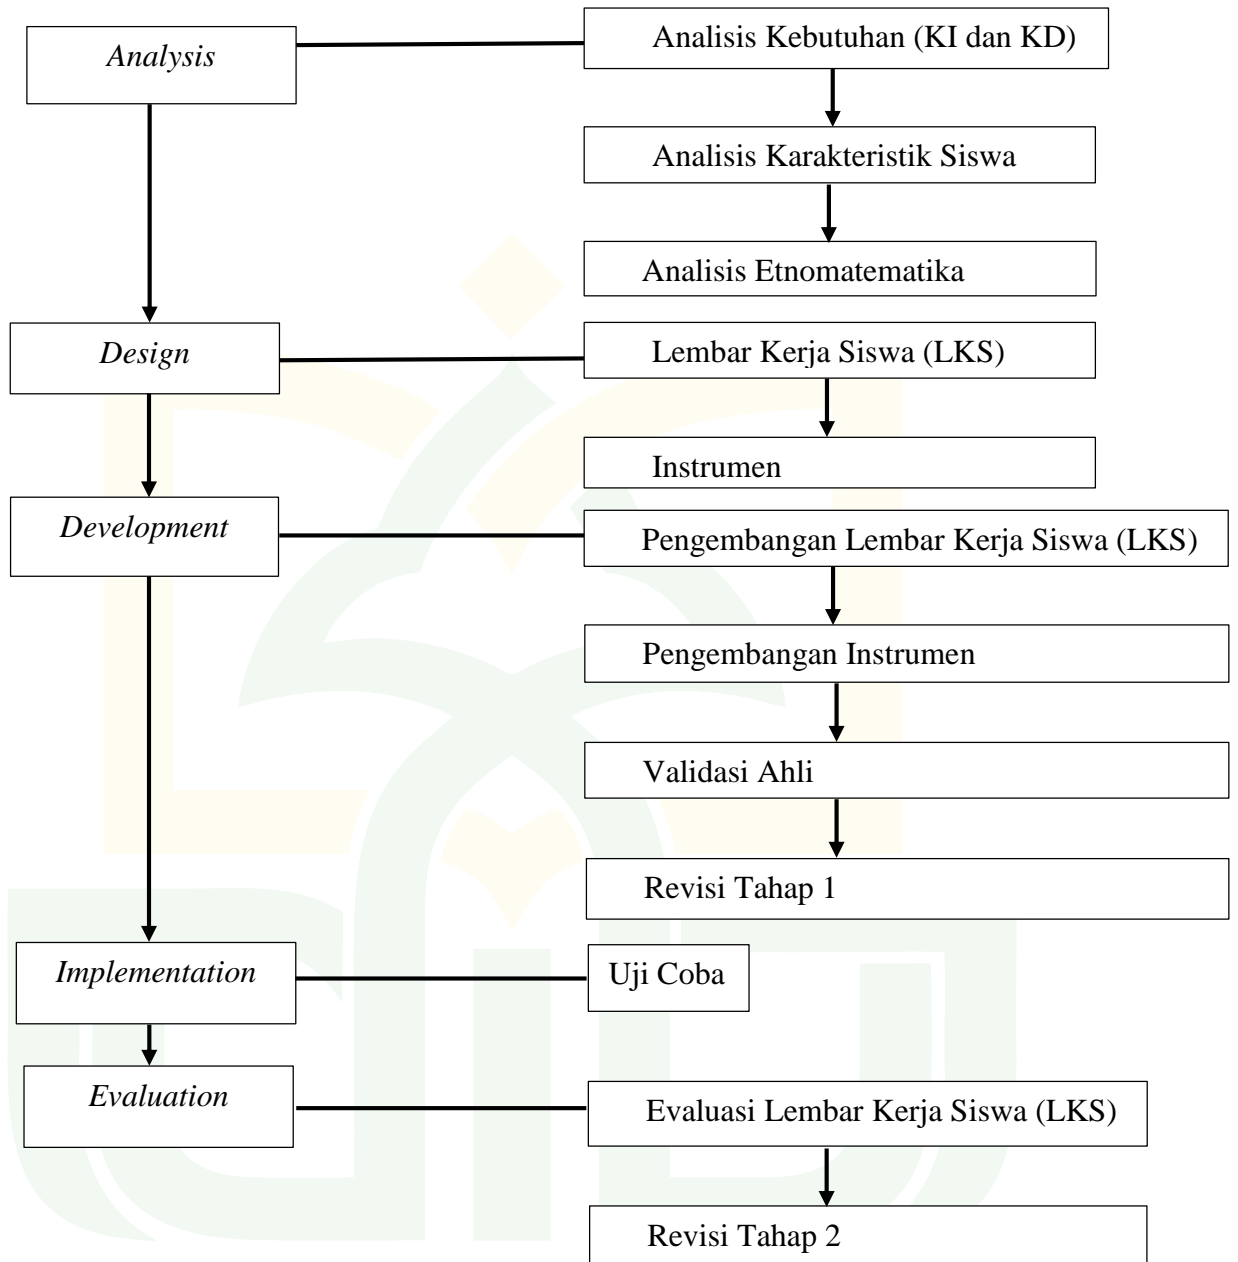 Analysis
Analisis Kebutuhan (KI dan KD)
Analisis Karakteristik Siswa
Analisis Etnomatematika
Design
Lembar Kerja Siswa (LKS)
Instrumen
Development
Pengembangan Lembar Kerja Siswa (LKS)
Pengembangan Instrumen
Validasi Ahli
Revisi Tahap 1
Implementation
Uji Coba
Evaluation
Evaluasi Lembar Kerja Siswa (LKS)
Revisi Tahap 2